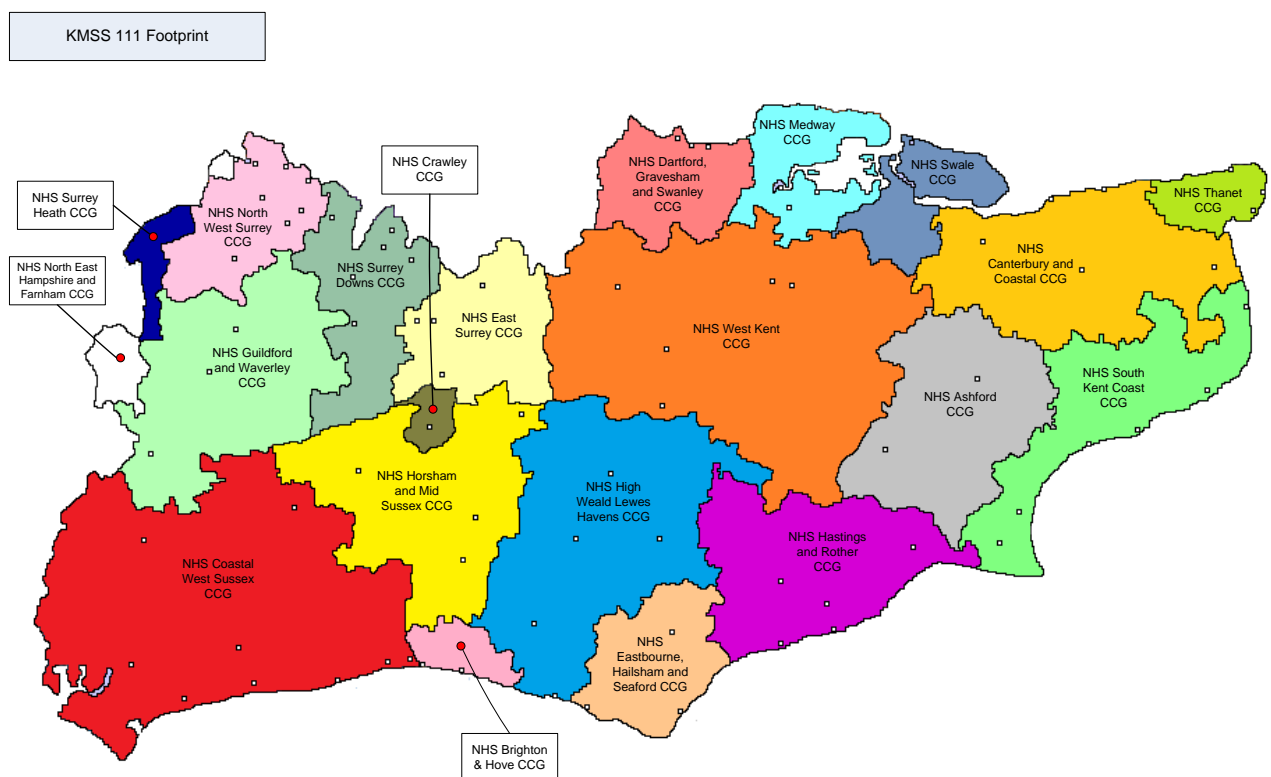 KMSS 111 Footprint
NHS Medway
CCG
NHS Crawley
CCG
NHS Dartford,
Gravesham
and Swanley
CCG
NHS Swale
CCG
NHS Surrey
Heath CCG
NHS Thanet
CCG
NHS North
West Surrey
CCG
NHS
Canterbury and
Coastal CCG
NHS North East
Hampshire and
Farnham CCG
NHS Surrey
Downs CCG
NHS East
Surrey CCG
NHS West Kent
CCG
NHS Guildford
and Waverley
CCG
NHS South
Kent Coast
CCG
NHS Ashford
CCG
NHS Horsham
and Mid
Sussex CCG
NHS High
Weald Lewes
Havens CCG
NHS Hastings
and Rother
CCG
NHS Coastal
West Sussex
CCG
NHS
Eastbourne,
Hailsham and
Seaford CCG
NHS Brighton
& Hove CCG